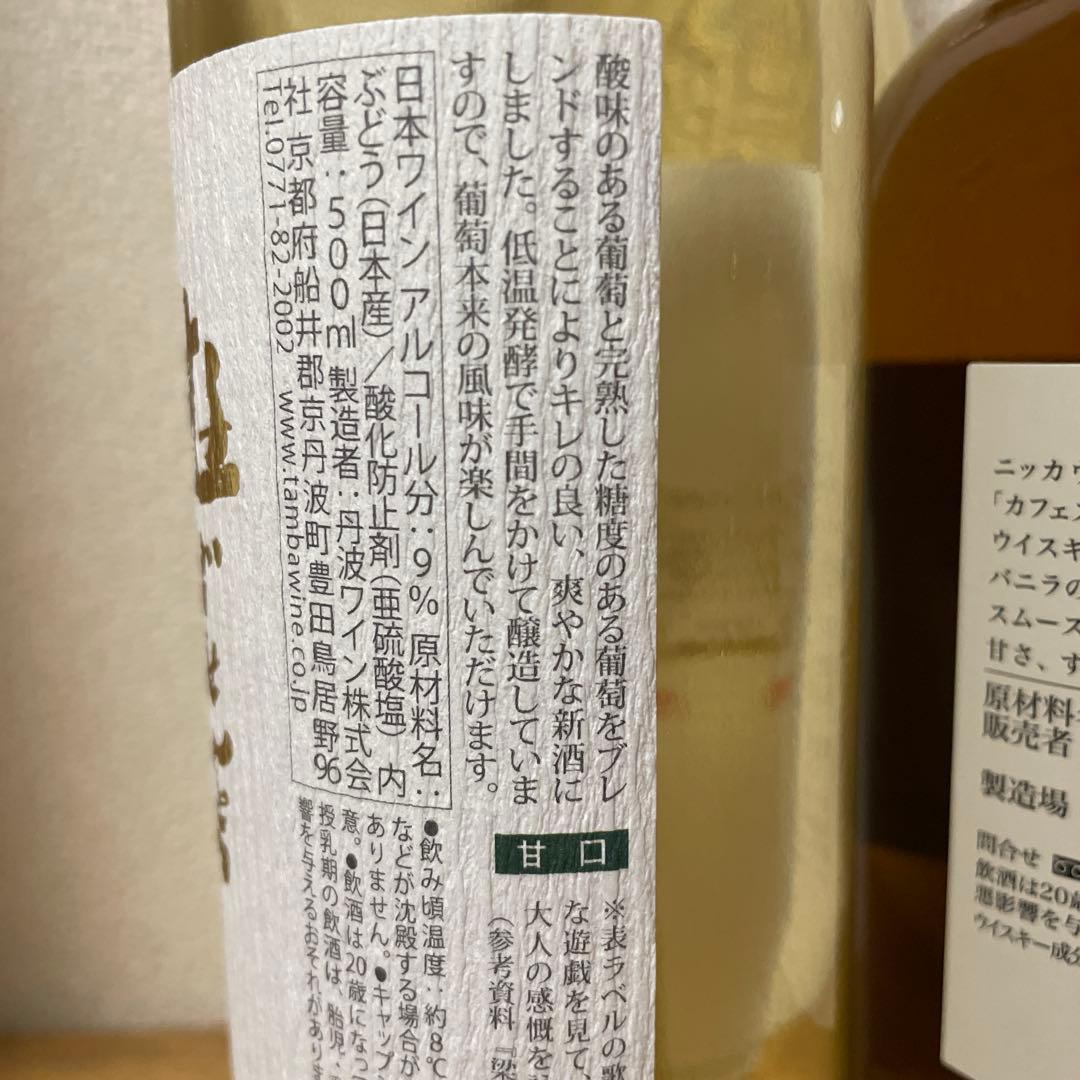 酸味のある葡萄と完熟した糖度のある葡萄をブレ
ンドすることによりキレの良い、爽やかな新酒に
しました。低温発酵で手間をかけて醸造していま
すので、葡萄本来の風味が楽しんでいただけます。
日本ワイン アルコール分：9% 原材料名：
ぶどう（日本産）／酸化防止剤（亜硫酸塩） 内
容量：500ml 製造者：丹波ワイン株式会
社 京都府船井郡京丹波町豊田鳥居野96
Tel.0771-82-2002 www.tambawine.co.jp
甘口
※表ラベルの歌
な遊戯を見て、
大人の感慨を
（参考資料『梁
●飲み頃温度：約8℃
などが沈殿する場合が
ありません。●キャップ
意。●飲酒は20歳になっ
授乳期の飲酒は、胎児、
響を与えるおそれがあり
ニッカウ
「カフェ
ウイスキ
バニラの
スムース
甘さ、す
原材料
販売者
製造場
問合せ
飲酒は20歳
悪影響を与
ウイスキー成分